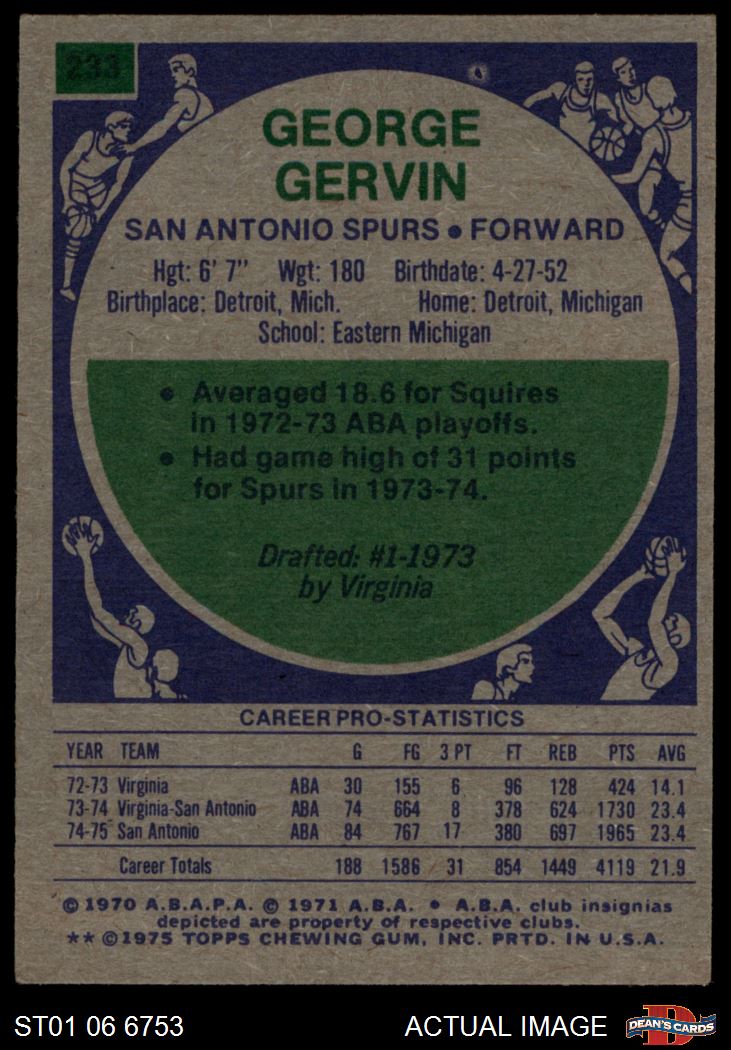 233
GEORGE
GERVIN
SAN ANTONIO SPURS • FORWARD
Hgt: 6' 7" Wgt: 180 Birthdate: 4-27-52
Birthplace: Detroit, Mich. Home: Detroit, Michigan
School: Eastern Michigan
• Averaged 18.6 for Squires
in 1972-73 ABA playoffs.
• Had game high of 31 points
for Spurs in 1973-74.
Drafted: #1-1973
by Virginia
CAREER PRO-STATISTICS
YEAR TEAM G FG 3 PT FT REB PTS AVG
72-73 Virginia ABA 30 155 6 96 128 424 14.1
73-74 Virginia-San Antonio ABA 74 664 8 378 624 1730 23.4
74-75 San Antonio ABA 84 767 17 380 697 1965 23.4
Career Totals 188 1586 31 854 1449 4119 21.9
© 1970 A.B.A.P.A. © 1971 A.B.A. • A.B.A. club insignias
depicted are property of respective clubs.
** © 1975 TOPPS CHEWING GUM, INC. PRTD. IN U.S.A.
ST01 06 6753 ACTUAL IMAGE D DEAN'S CARDS